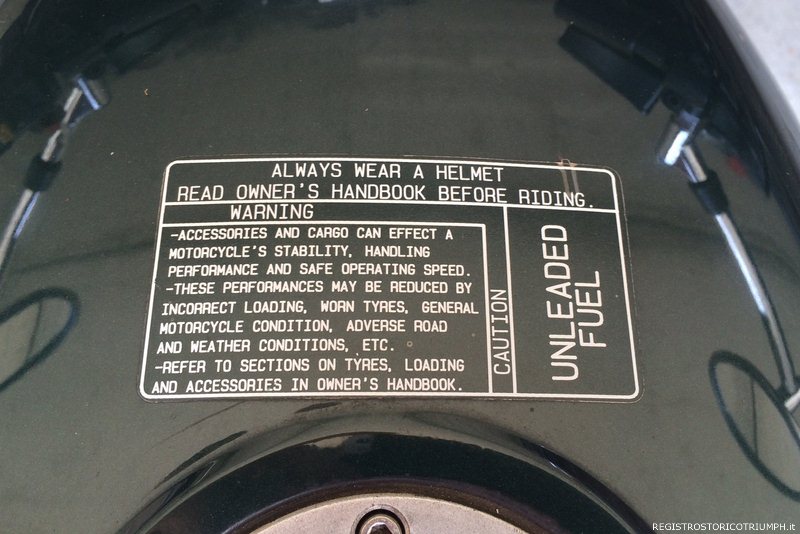 ALWAYS WEAR A HELMET
READ OWNER'S HANDBOOK BEFORE RIDING.
WARNING
-ACCESSORIES AND CARGO CAN EFFECT A
MOTORCYCLE'S STABILITY, HANDLING
PERFORMANCE AND SAFE OPERATING SPEED.
-THESE PERFORMANCES MAY BE REDUCED BY
INCORRECT LOADING, WORN TYRES, GENERAL
MOTORCYCLE CONDITION, ADVERSE ROAD
AND WEATHER CONDITIONS, ETC.
-REFER TO SECTIONS ON TYRES, LOADING
AND ACCESSORIES IN OWNER'S HANDBOOK.
CAUTION
UNLEADED
FUEL
REGISTROSTORICOTRIUMPH.it